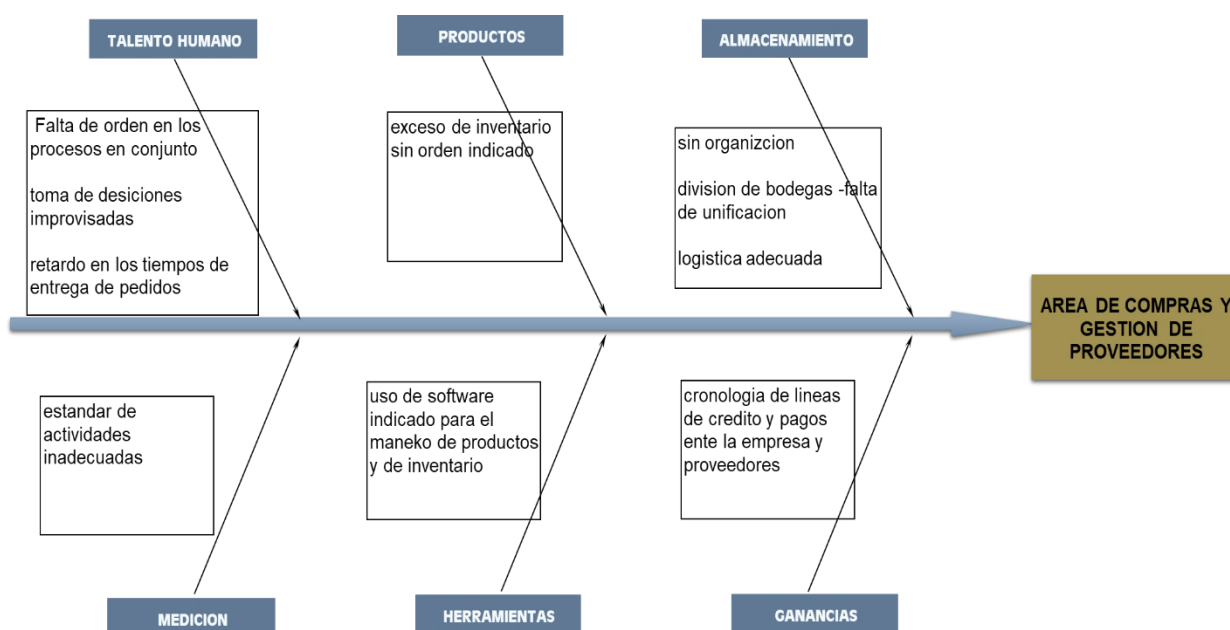 TALENTO HUMANO
PRODUCTOS
ALMACENAMIENTO
Falta de orden en los
procesos en conjunto
toma de desiciones
improvisadas
retardo en los tiempos de
entrega de pedidos
exceso de inventario
sin orden indicado
sin organizcion
division de bodegas -falta
de unificacion
logistica adecuada
AREA DE COMPRAS Y
GESTION DE
PROVEEDORES
estandar de
actividades
inadecuadas
uso de software
indicado para el
maneko de productos
y de inventario
cronologia de lineas
de credito y pagos
ente la empresa y
proveedores
MEDICION
HERRAMIENTAS
GANANCIAS